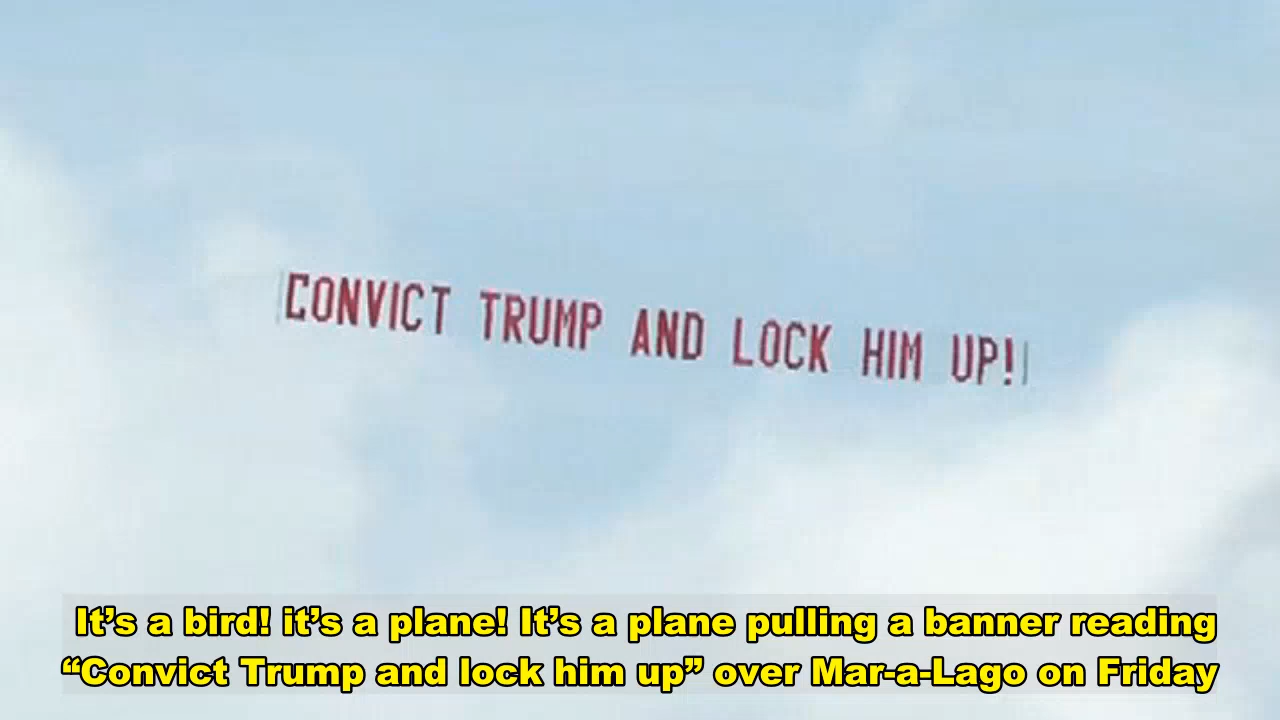 CONVICT TRUMP AND LOCK HIM UP!
It’s a bird! it’s a plane! It’s a plane pulling a banner reading
“Convict Trump and lock him up” over Mar-a-Lago on Friday